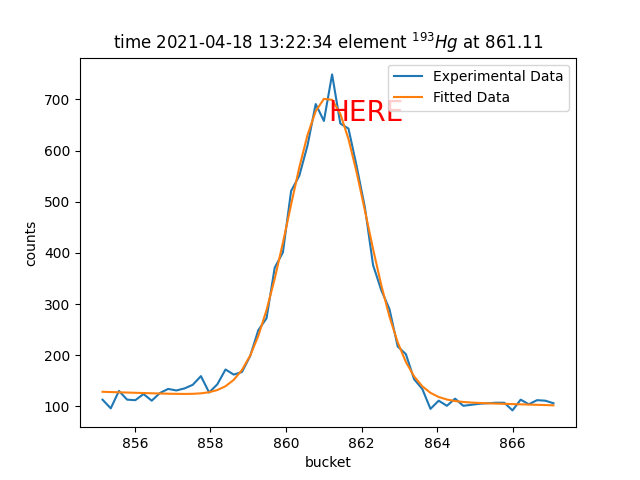 time 2021-04-18 13:22:34 element ¹⁹³Hg at 861.11
Experimental Data
Fitted Data
HERE
counts
700
600
500
400
300
200
100
856 858 860 862 864 866
bucket